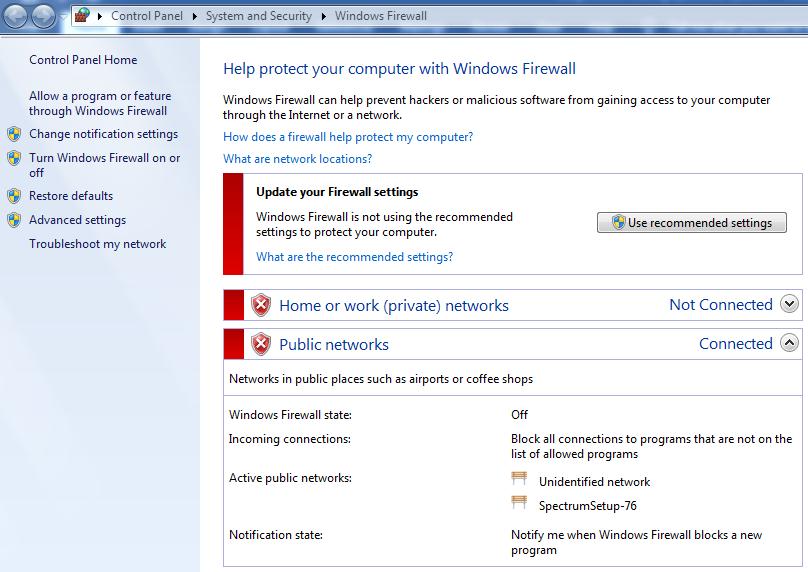 Control Panel ▸ System and Security ▸ Windows Firewall
Control Panel Home
Allow a program or feature
through Windows Firewall
Change notification settings
Turn Windows Firewall on or
off
Restore defaults
Advanced settings
Troubleshoot my network
Help protect your computer with Windows Firewall
Windows Firewall can help prevent hackers or malicious software from gaining access to your computer
through the Internet or a network.
How does a firewall help protect my computer?
What are network locations?
Update your Firewall settings
Windows Firewall is not using the recommended
settings to protect your computer.
Use recommended settings
What are the recommended settings?
Home or work (private) networks Not Connected
Public networks Connected
Networks in public places such as airports or coffee shops
Windows Firewall state: Off
Incoming connections: Block all connections to programs that are not on the
list of allowed programs
Active public networks: Unidentified network
SpectrumSetup-76
Notification state: Notify me when Windows Firewall blocks a new
program